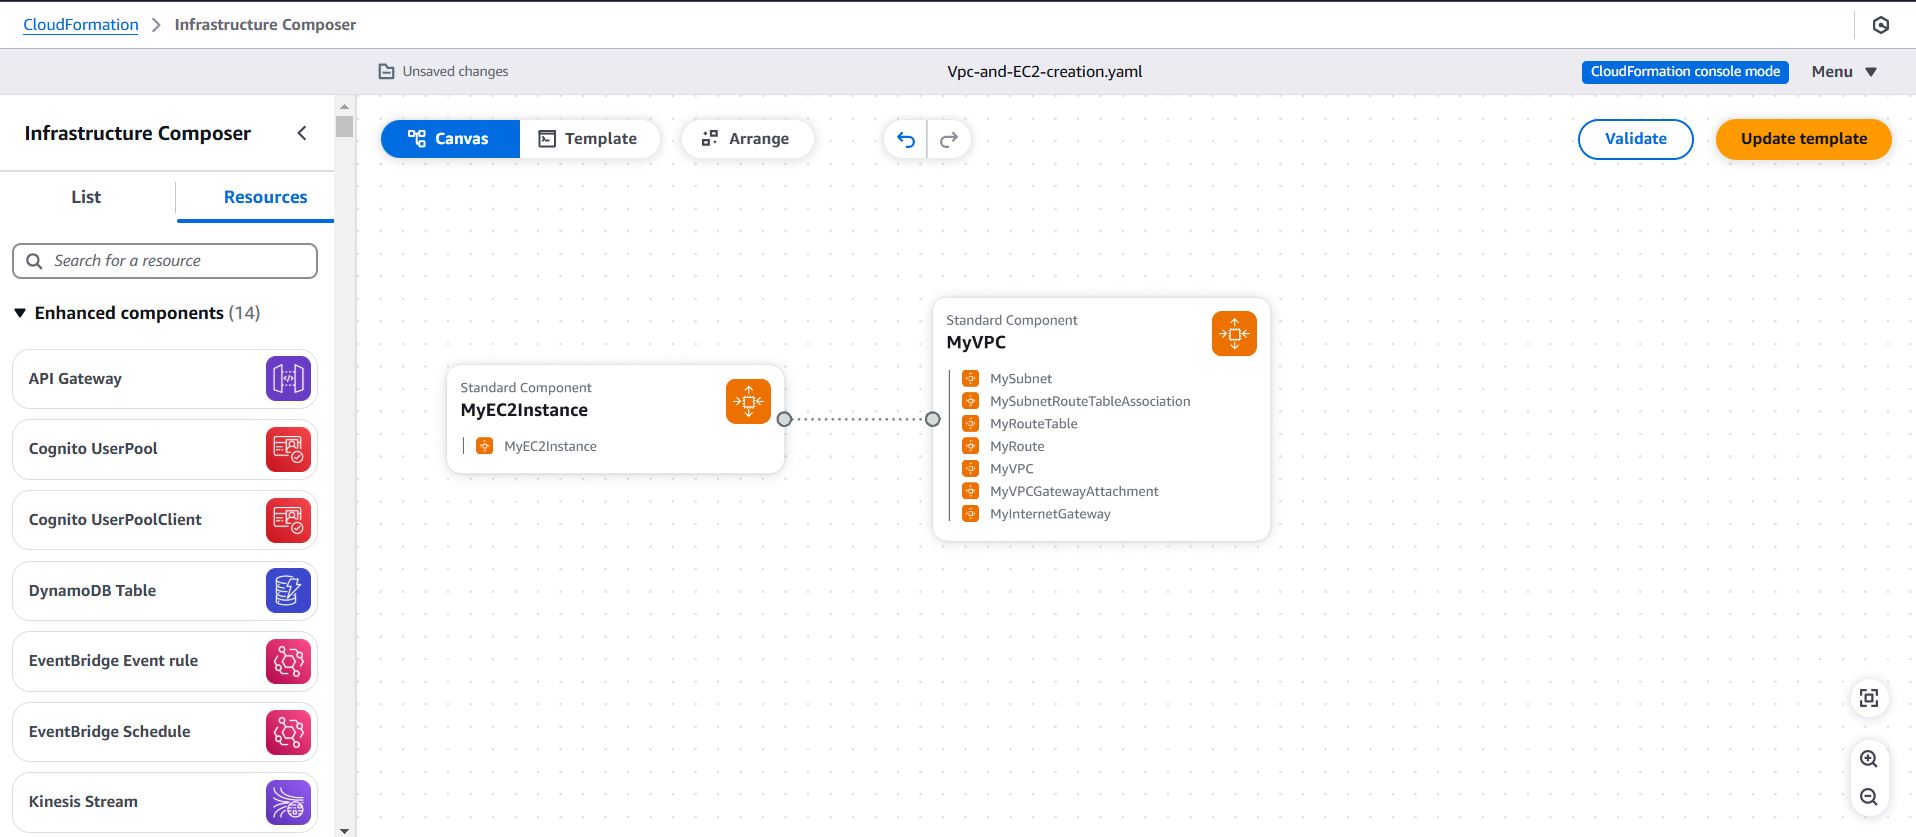 CloudFormation > Infrastructure Composer
Unsaved changes
Vpc-and-EC2-creation.yaml
CloudFormation console mode
Menu
Infrastructure Composer
List
Resources
Search for a resource
Enhanced components (14)
API Gateway
Cognito UserPool
Cognito UserPoolClient
DynamoDB Table
EventBridge Event rule
EventBridge Schedule
Kinesis Stream
Canvas
Template
Arrange
Validate
Update template
Standard Component
MyEC2Instance
MyEC2Instance
Standard Component
MyVPC
MySubnet
MySubnetRouteTableAssociation
MyRouteTable
MyRoute
MyVPC
MyVPCGatewayAttachment
MyInternetGateway